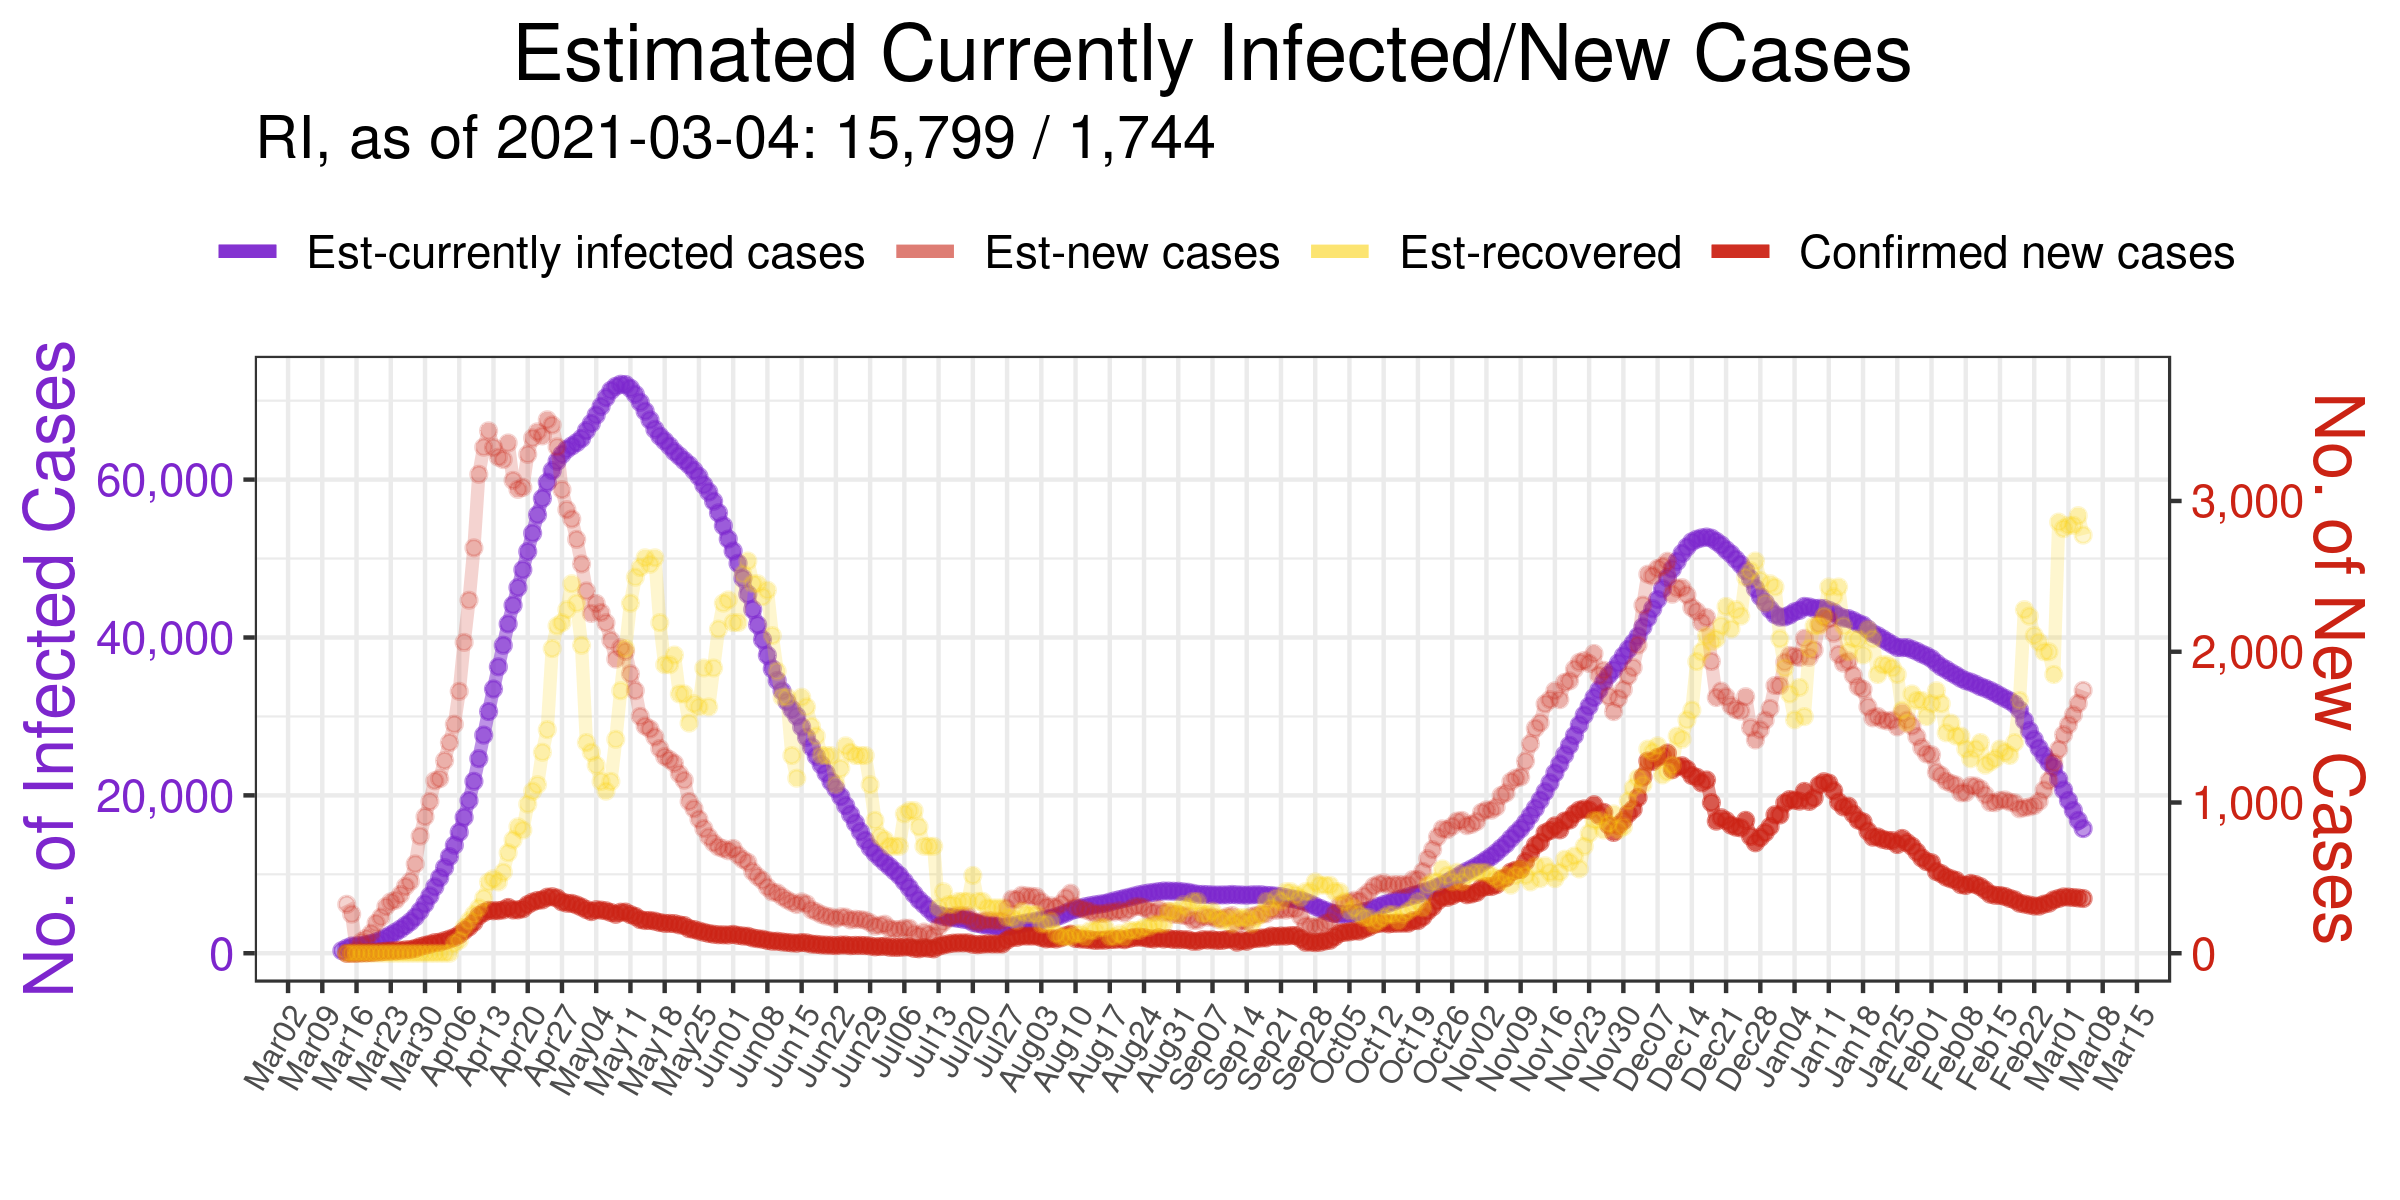 Estimated Currently Infected/New Cases
RI, as of 2021-03-04: 15,799 / 1,744
Est-currently infected cases Est-new cases Est-recovered Confirmed new cases
No. of Infected Cases
60,000
40,000
20,000
0
3,000
2,000
1,000
0
No. of New Cases
Mar02 Mar09 Mar16 Mar23 Mar30 Apr06 Apr13 Apr20 Apr27 May04 May11 May18 May25 Jun01 Jun08 Jun15 Jun22 Jun29 Jul06 Jul13 Jul20 Jul27 Aug03 Aug10 Aug17 Aug24 Aug31 Sep07 Sep14 Sep21 Sep28 Oct05 Oct12 Oct19 Oct26 Nov02 Nov09 Nov16 Nov23 Nov30 Dec07 Dec14 Dec21 Dec28 Jan04 Jan11 Jan18 Jan25 Feb01 Feb08 Feb15 Feb22 Mar01 Mar08 Mar15